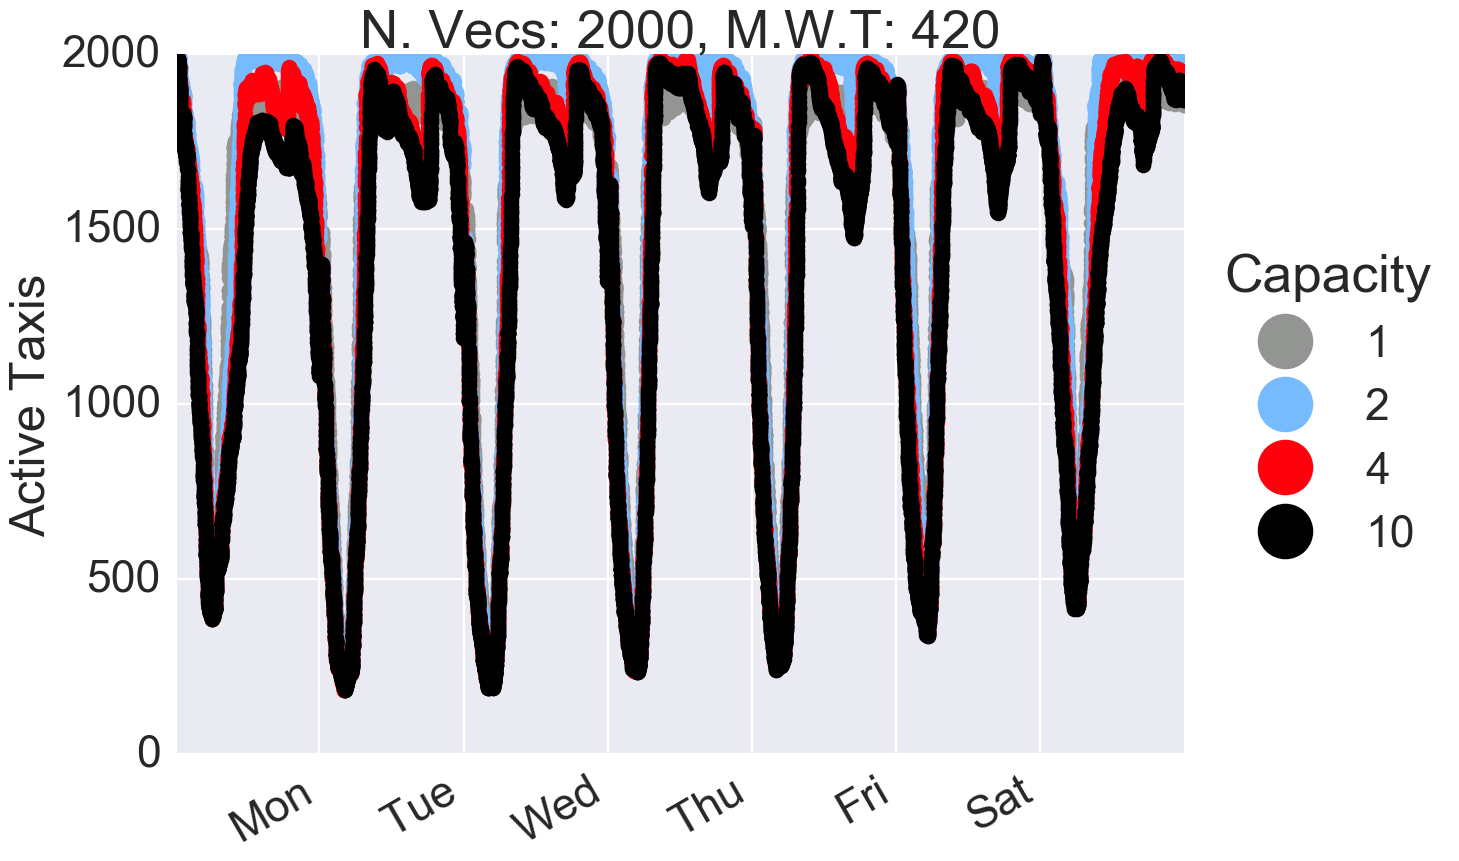 N. Vecs: 2000, M.W.T: 420
2000
1500
1000
500
0
Active Taxis
Mon
Tue
Wed
Thu
Fri
Sat
Capacity
1
2
4
10